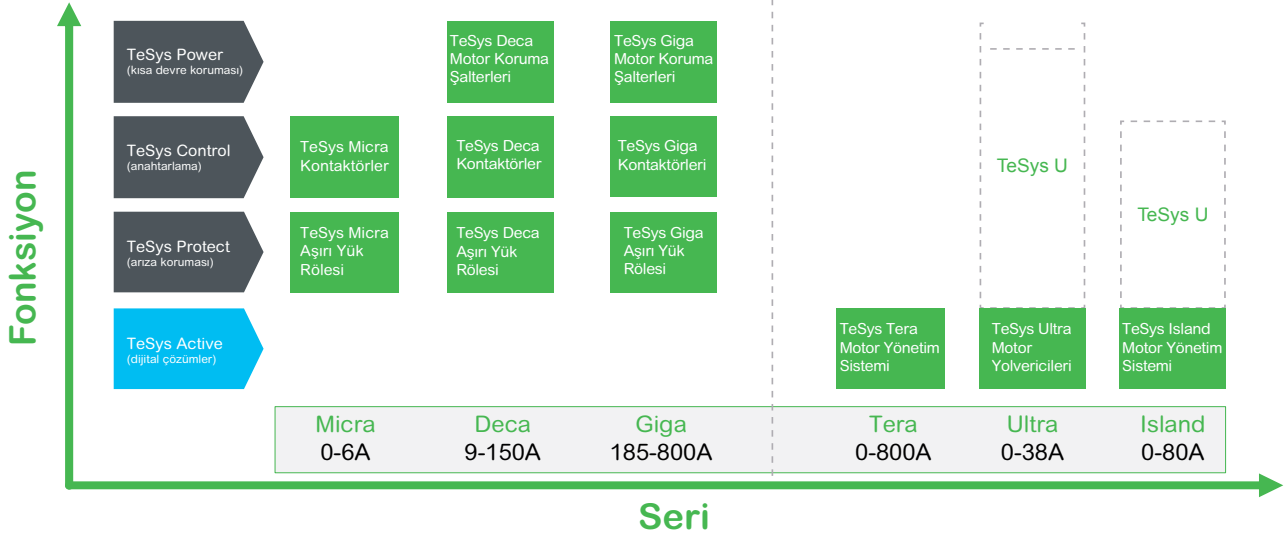 Fonksiyon
TeSys Power
(kısa devre koruması)
TeSys Deca
Motor Koruma
Şalterleri
TeSys Giga
Motor Koruma
Şalterleri
TeSys Control
(anahtarlama)
TeSys Micra
Kontaktörler
TeSys Deca
Kontaktörler
TeSys Giga
Kontaktörleri
TeSys U
TeSys U
TeSys Protect
(arıza koruması)
TeSys Micra
Aşırı Yük
Rölesi
TeSys Deca
Aşırı Yük
Rölesi
TeSys Giga
Aşırı Yük
Rölesi
TeSys Active
(dijital çözümler)
TeSys Tera
Motor Yönetim
Sistemi
TeSys Ultra
Motor
Yolvericileri
TeSys Island
Motor Yönetim
Sistemi
Micra
0-6A
Deca
9-150A
Giga
185-800A
Tera
0-800A
Ultra
0-38A
Island
0-80A
Seri